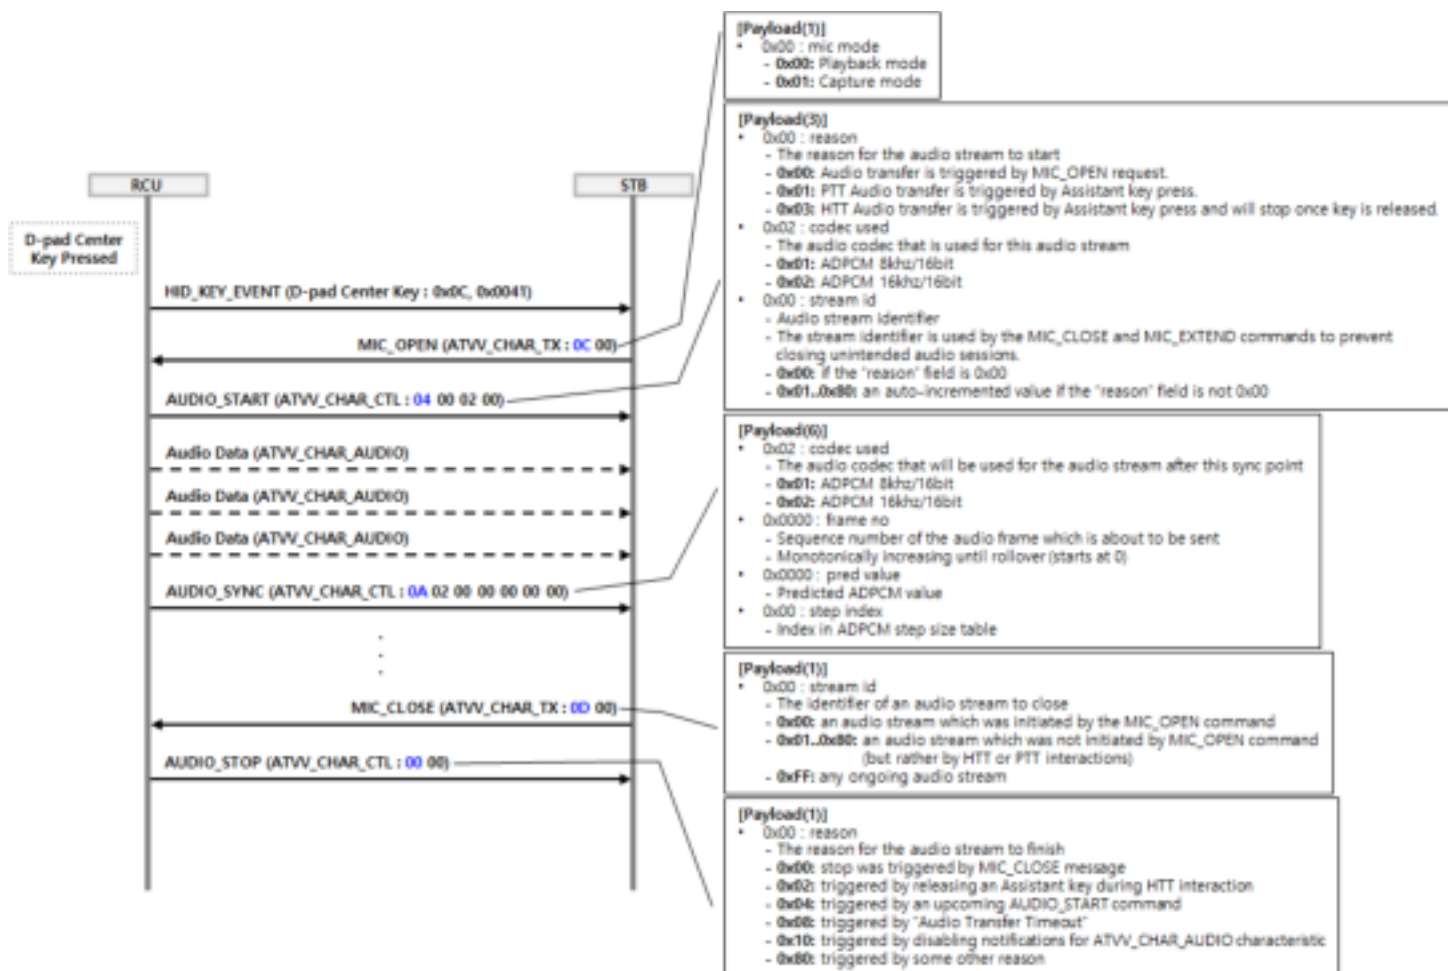 RCU
STB
D-pad Center
Key Pressed
HID_KEY_EVENT (D-pad Center Key : 0x0C, 0x0041)
MIC_OPEN (ATVV_CHAR_TX : 0C 00)
AUDIO_START (ATVV_CHAR_CTL : 04 00 02 00)
Audio Data (ATVV_CHAR_AUDIO)
Audio Data (ATVV_CHAR_AUDIO)
Audio Data (ATVV_CHAR_AUDIO)
AUDIO_SYNC (ATVV_CHAR_CTL : 0A 02 00 00 00 00 00)
MIC_CLOSE (ATVV_CHAR_TX : 0D 00)
AUDIO_STOP (ATVV_CHAR_CTL : 00 00)
[Payload(1)]
• 0x00 : mic mode
- 0x00: Playback mode
- 0x01: Capture mode
[Payload(3)]
• 0x00 : reason
- The reason for the audio stream to start
- 0x00: Audio transfer is triggered by MIC_OPEN request.
- 0x01: PTT Audio transfer is triggered by Assistant key press.
- 0x03: HTT Audio transfer is triggered by Assistant key press and will stop once key is released.
• 0x02 : codec used
- The audio codec that is used for this audio stream
- 0x01: ADPCM 8khz/16bit
- 0x02: ADPCM 16khz/16bit
• 0x00 : stream id
- Audio stream identifier
- The stream identifier is used by the MIC_CLOSE and MIC_EXTEND commands to prevent
closing unintended audio sessions.
- 0x00: if the "reason" field is 0x00
- 0x01..0x80: an auto-incremented value if the "reason" field is not 0x00
[Payload(6)]
• 0x02 : codec used
- The audio codec that will be used for the audio stream after this sync point
- 0x01: ADPCM 8khz/16bit
- 0x02: ADPCM 16khz/16bit
• 0x0000 : frame no
- Sequence number of the audio frame which is about to be sent
- Monotonically increasing until rollover (starts at 0)
• 0x0000 : pred value
- Predicted ADPCM value
• 0x00 : step index
- Index in ADPCM step size table
[Payload(1)]
• 0x00 : stream id
- The identifier of an audio stream to close
- 0x00: an audio stream which was initiated by the MIC_OPEN command
- 0x01..0x80: an audio stream which was not initiated by MIC_OPEN command
(but rather by HTT or PTT interactions)
- 0xFF: any ongoing audio stream
[Payload(1)]
• 0x00 : reason
- The reason for the audio stream to finish
- 0x00: stop was triggered by MIC_CLOSE message
- 0x02: triggered by releasing an Assistant key during HTT interaction
- 0x04: triggered by an upcoming AUDIO_START command
- 0x08: triggered by "Audio Transfer Timeout"
- 0x10: triggered by disabling notifications for ATVV_CHAR_AUDIO characteristic
- 0x80: triggered by some other reason